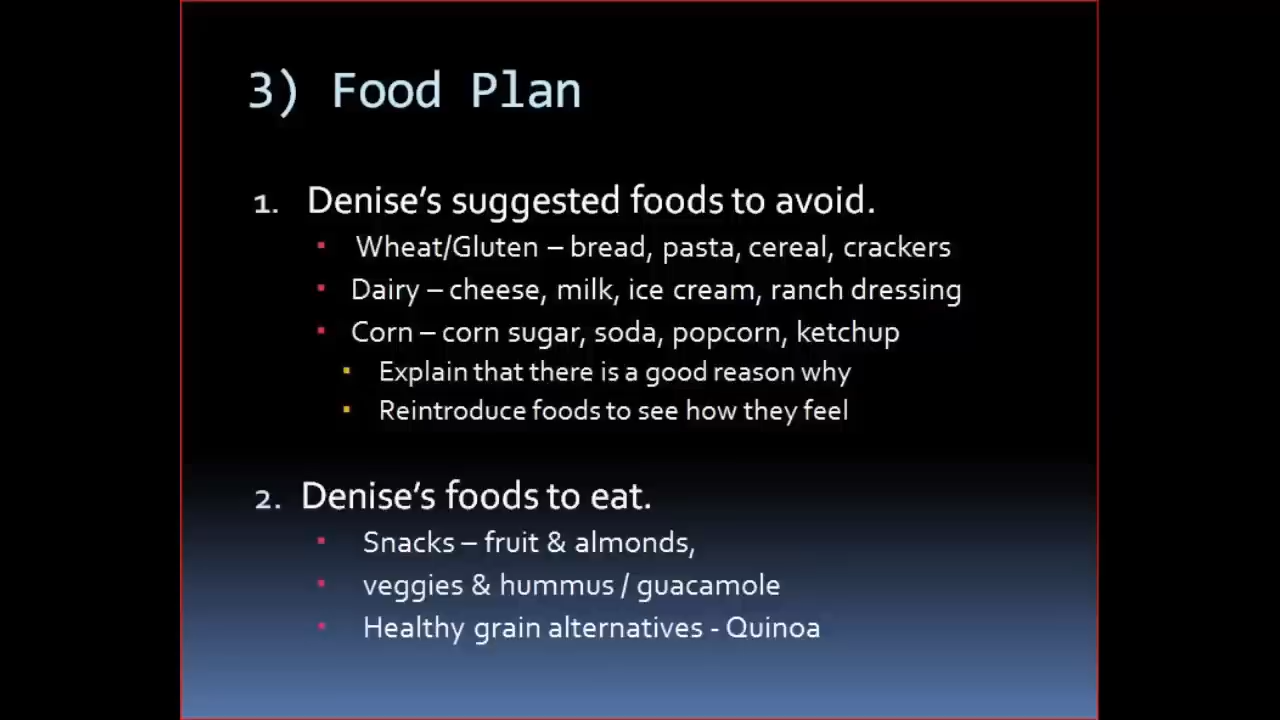 3) Food Plan
1. Denise's suggested foods to avoid.
▪ Wheat/Gluten – bread, pasta, cereal, crackers
▪ Dairy – cheese, milk, ice cream, ranch dressing
▪ Corn – corn sugar, soda, popcorn, ketchup
▪ Explain that there is a good reason why
▪ Reintroduce foods to see how they feel
2. Denise's foods to eat.
▪ Snacks – fruit & almonds,
▪ veggies & hummus / guacamole
▪ Healthy grain alternatives - Quinoa